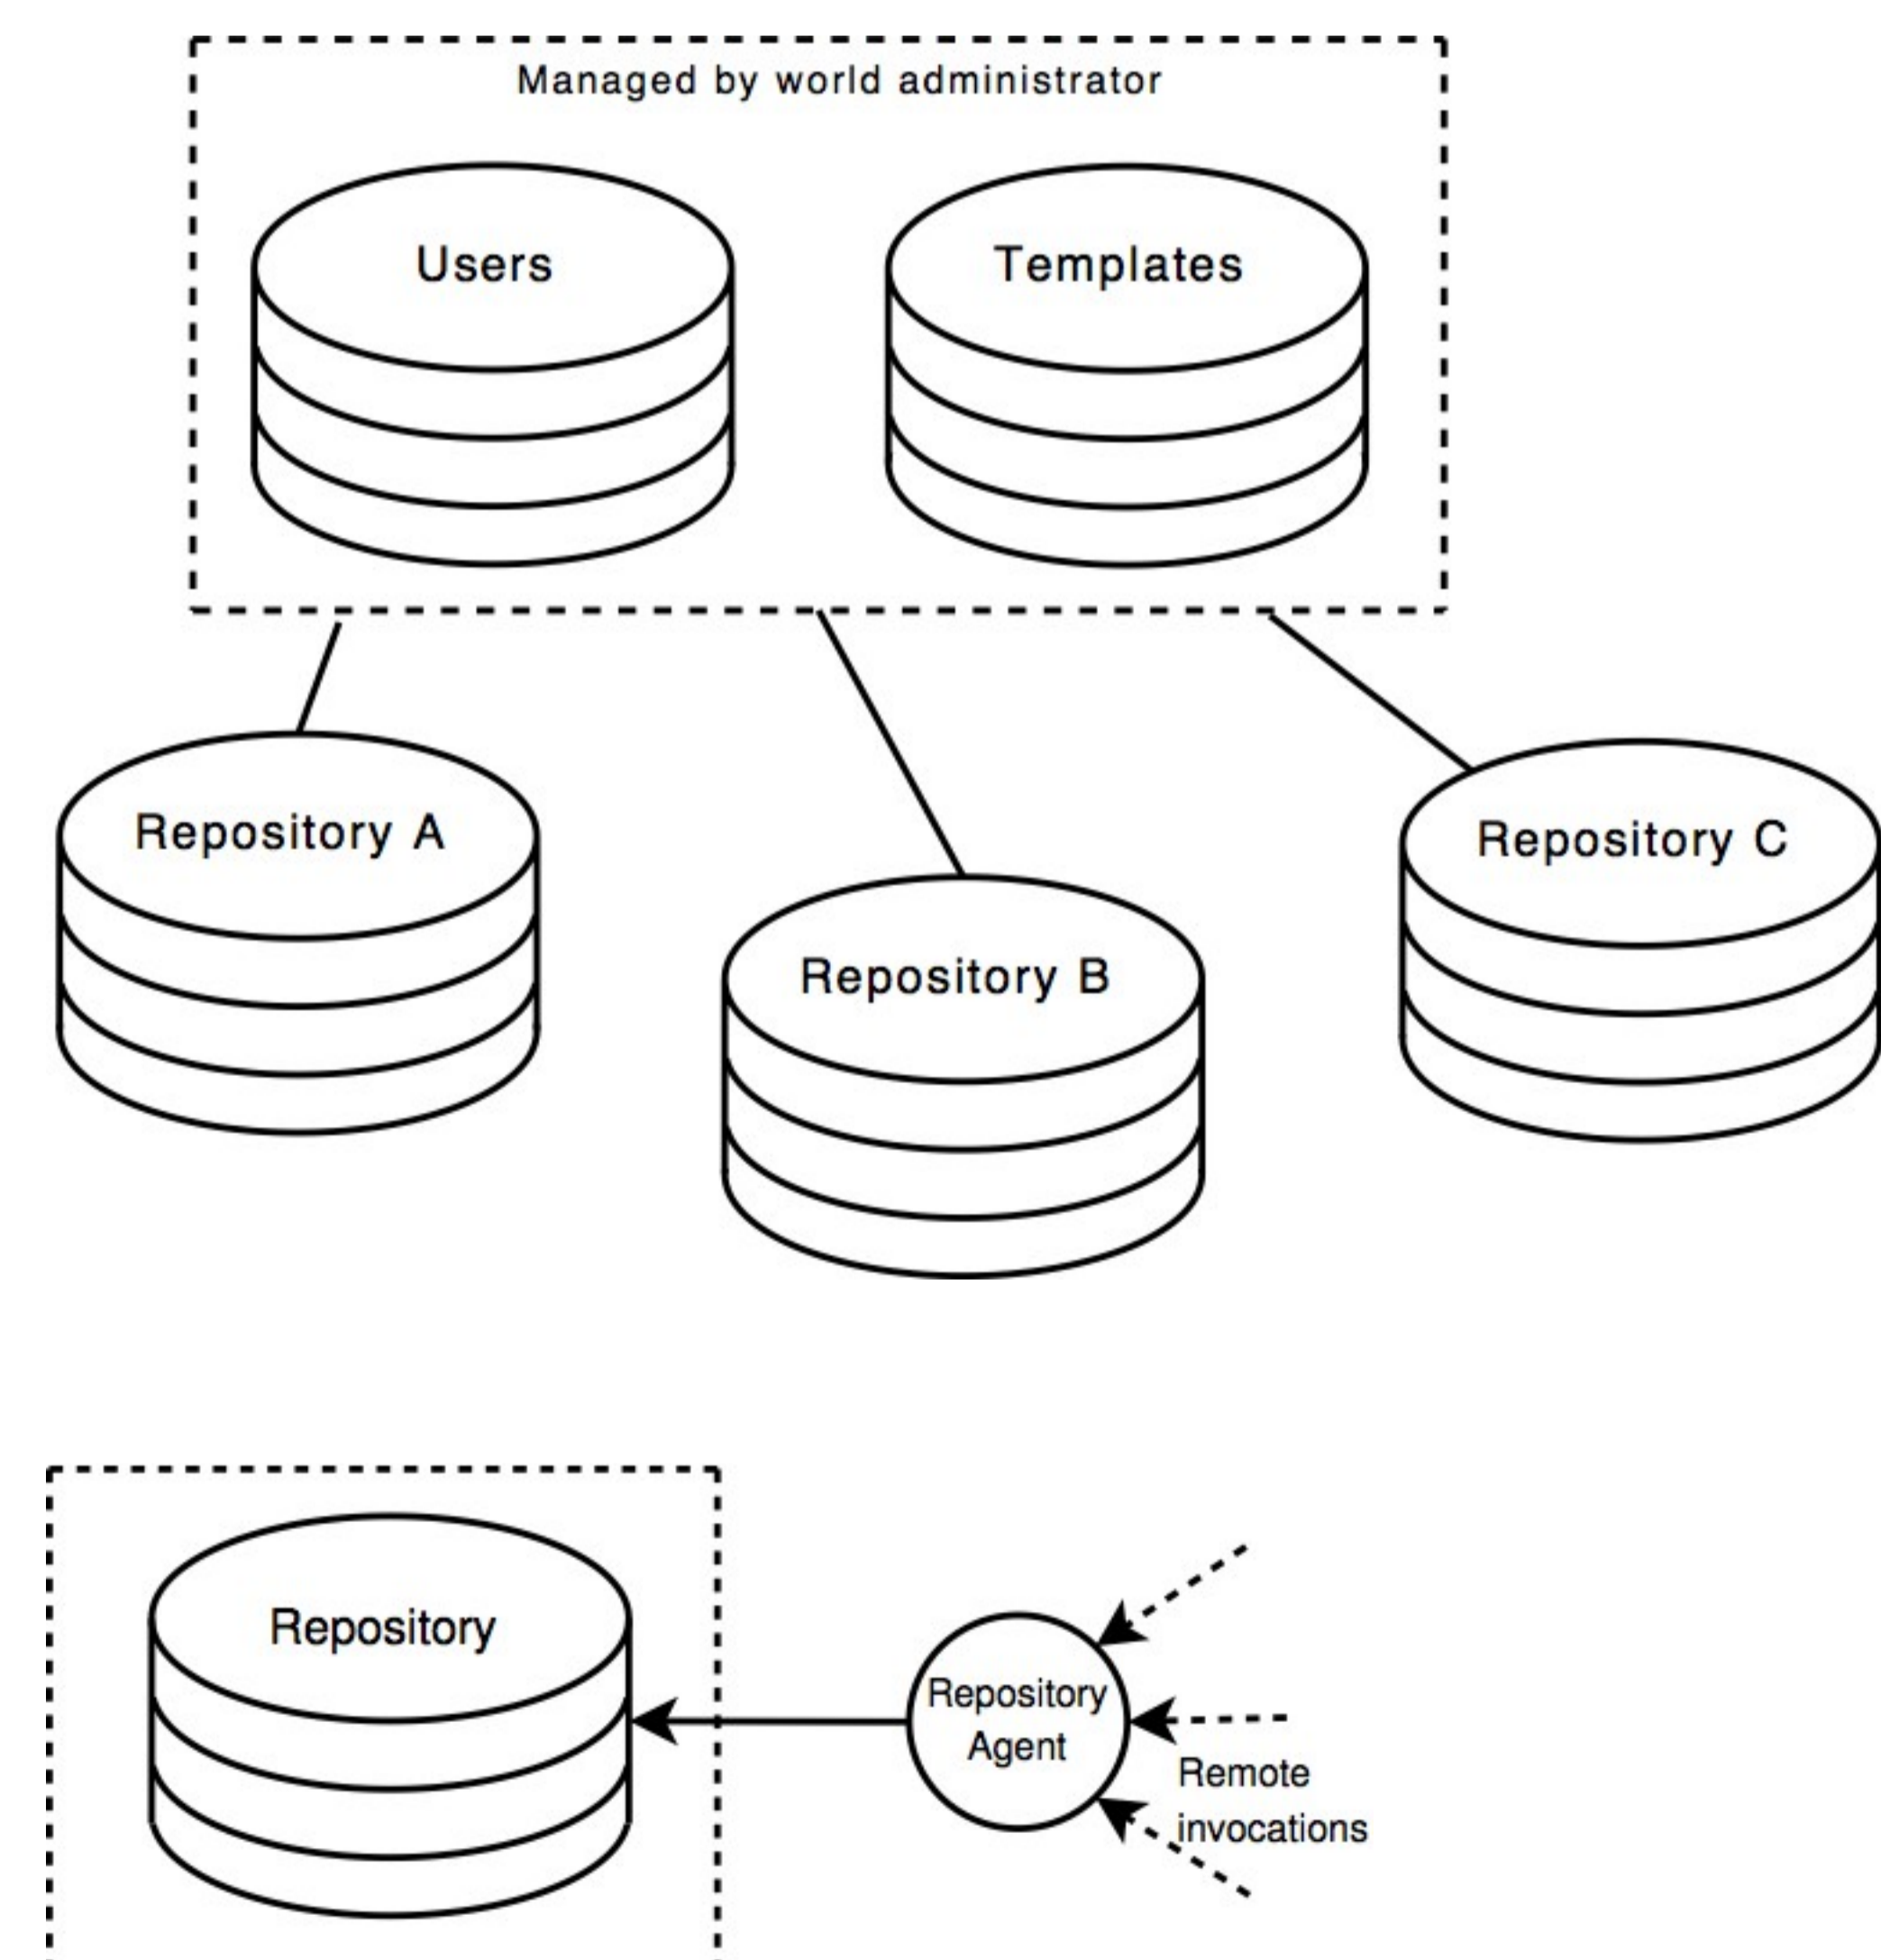 Managed by world administrator
Users
Templates
Repository A
Repository C
Repository B
Repository
Repository
Agent
Remote
invocations